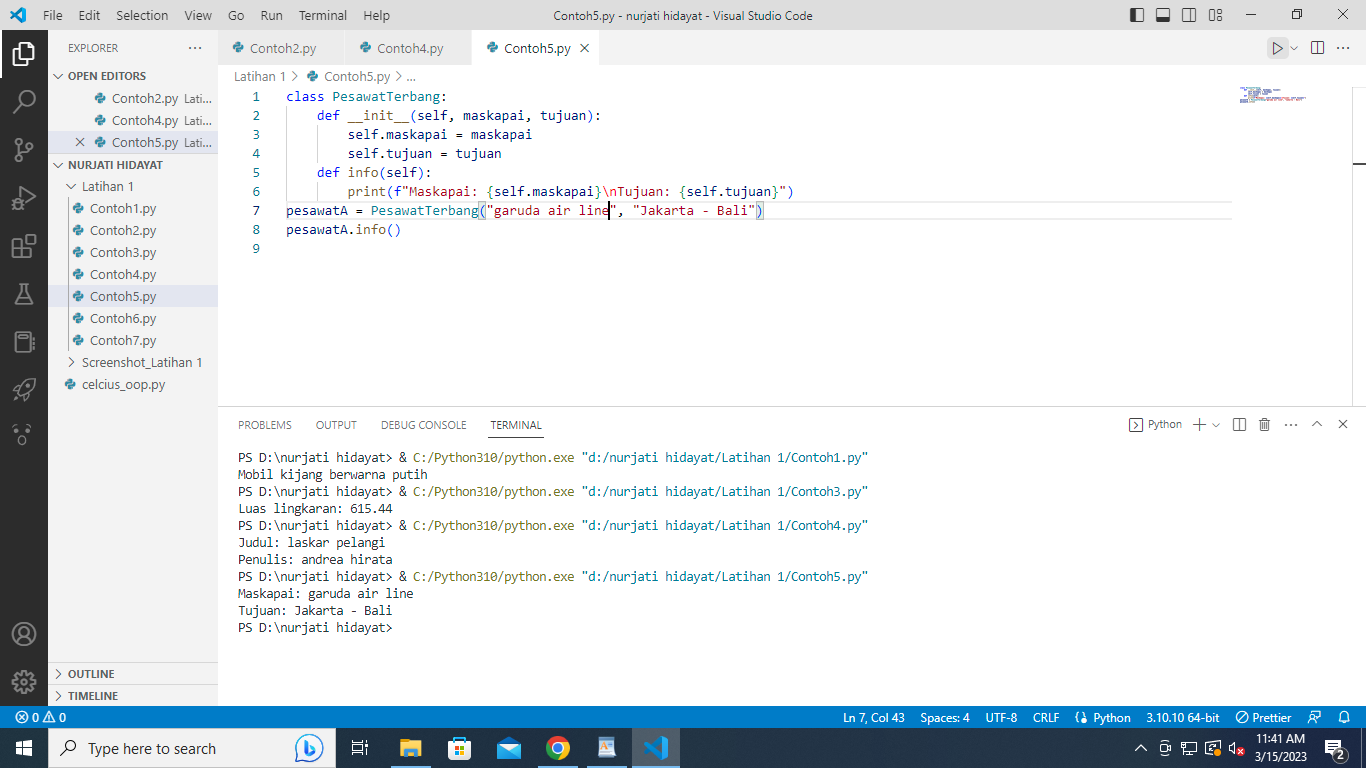 File Edit Selection View Go Run Terminal Help
Contoh5.py - nurjati hidayat - Visual Studio Code
EXPLORER
OPEN EDITORS
Contoh2.py Lati...
Contoh4.py Lati...
Contoh5.py Lati...
NURJATI HIDAYAT
Latihan 1
Contoh1.py
Contoh2.py
Contoh3.py
Contoh4.py
Contoh5.py
Contoh6.py
Contoh7.py
Screenshot_Latihan 1
celcius_oop.py
OUTLINE
TIMELINE
Contoh2.py Contoh4.py Contoh5.py
Latihan 1 > Contoh5.py > ...
1 class PesawatTerbang:
2     def __init__(self, maskapai, tujuan):
3         self.maskapai = maskapai
4         self.tujuan = tujuan
5     def info(self):
6         print(f"Maskapai: {self.maskapai}\nTujuan: {self.tujuan}")
7 pesawatA = PesawatTerbang("garuda air line", "Jakarta - Bali")
8 pesawatA.info()
9
PROBLEMS OUTPUT DEBUG CONSOLE TERMINAL
Python
PS D:\nurjati hidayat> & C:/Python310/python.exe "d:/nurjati hidayat/Latihan 1/Contoh1.py"
Mobil kijang berwarna putih
PS D:\nurjati hidayat> & C:/Python310/python.exe "d:/nurjati hidayat/Latihan 1/Contoh3.py"
Luas lingkaran: 615.44
PS D:\nurjati hidayat> & C:/Python310/python.exe "d:/nurjati hidayat/Latihan 1/Contoh4.py"
Judul: laskar pelangi
Penulis: andrea hirata
PS D:\nurjati hidayat> & C:/Python310/python.exe "d:/nurjati hidayat/Latihan 1/Contoh5.py"
Maskapai: garuda air line
Tujuan: Jakarta - Bali
PS D:\nurjati hidayat>
0 0
Ln 7, Col 43 Spaces: 4 UTF-8 CRLF Python 3.10.10 64-bit Prettier
Type here to search
11:41 AM
3/15/2023
2